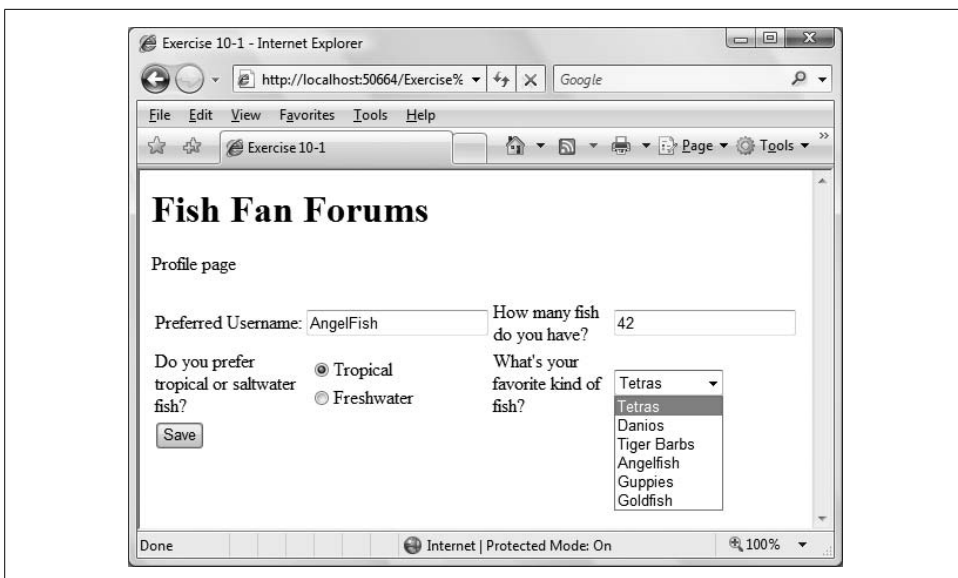 Exercise 10-1 - Internet Explorer
http://localhost:50664/Exercise%
Google
File Edit View Favorites Tools Help
Exercise 10-1
Page Tools
Fish Fan Forums
Profile page
Preferred Username: AngelFish
How many fish
do you have?
42
Do you prefer
tropical or saltwater
fish?
Tropical
Freshwater
What's your
favorite kind of
fish?
Tetras
Tetras
Danios
Tiger Barbs
Angelfish
Guppies
Goldfish
Save
Done
Internet | Protected Mode: On
100%